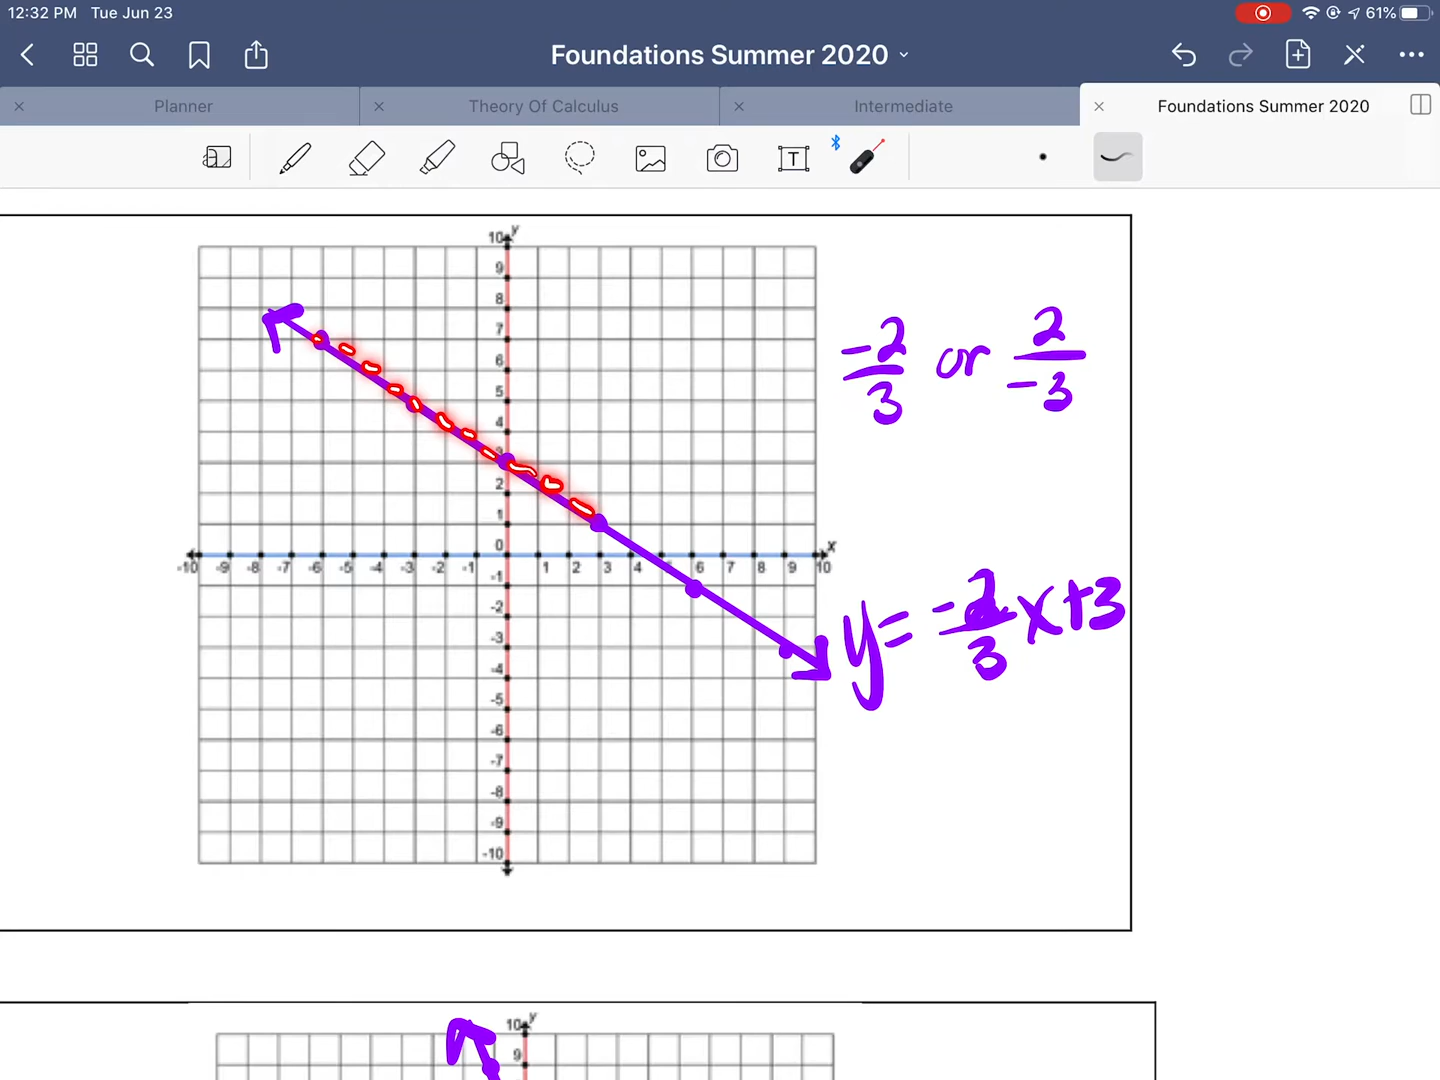 12:32 PM Tue Jun 23
61%
Foundations Summer 2020
Planner
Theory Of Calculus
Intermediate
Foundations Summer 2020
T
y
10
9
8
7
6
5
4
3
2
1
0
-10 -9 -8 -7 -6 -5 -4 -3 -2 -1 1 2 3 4 5 6 7 8 9 10
x
-1
-2
-3
-4
-5
-6
-7
-8
-9
-10
-2/3 or 2/-3
y = -2/3 x + 3
y
10
9